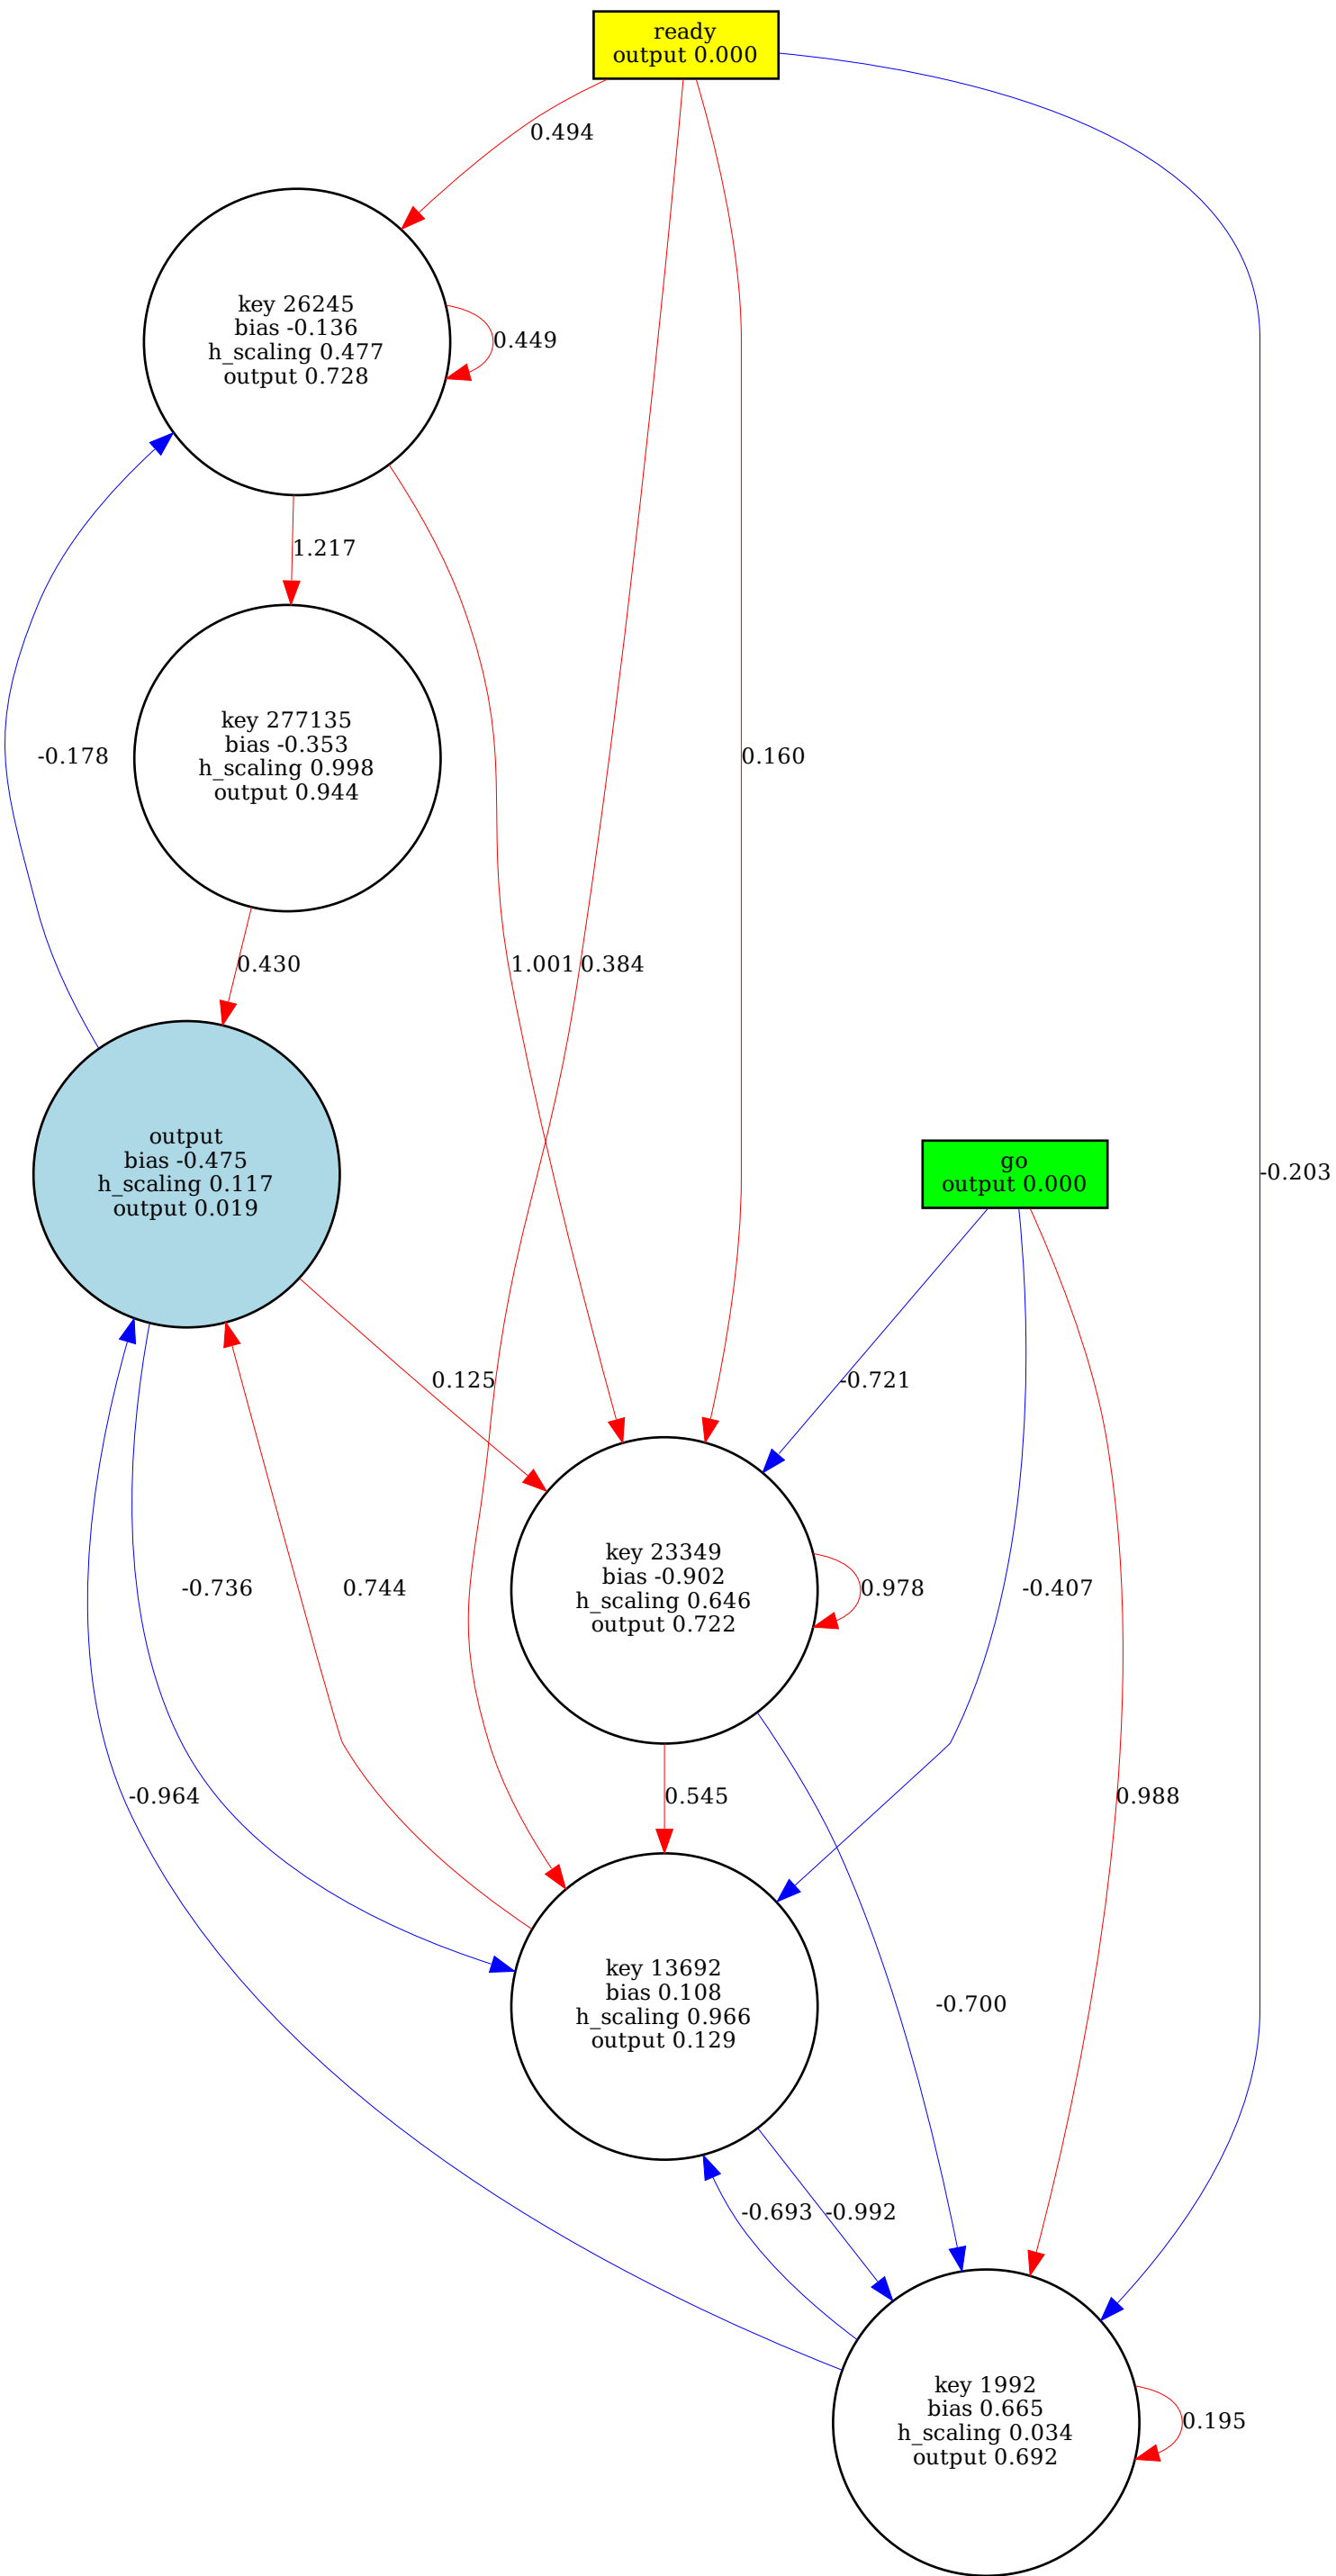 ready
output 0.000
0.494
key 26245
bias -0.136
h_scaling 0.477
output 0.728
0.449
1.217
key 277135
bias -0.353
h_scaling 0.998
output 0.944
-0.178
0.160
0.430
1.001
0.384
output
bias -0.475
h_scaling 0.117
output 0.019
go
output 0.000
-0.203
0.125
-0.721
key 23349
bias -0.902
h_scaling 0.646
output 0.722
-0.736
0.744
0.978
-0.407
-0.964
0.545
0.988
key 13692
bias 0.108
h_scaling 0.966
output 0.129
-0.700
-0.693
-0.992
key 1992
bias 0.665
h_scaling 0.034
output 0.692
0.195